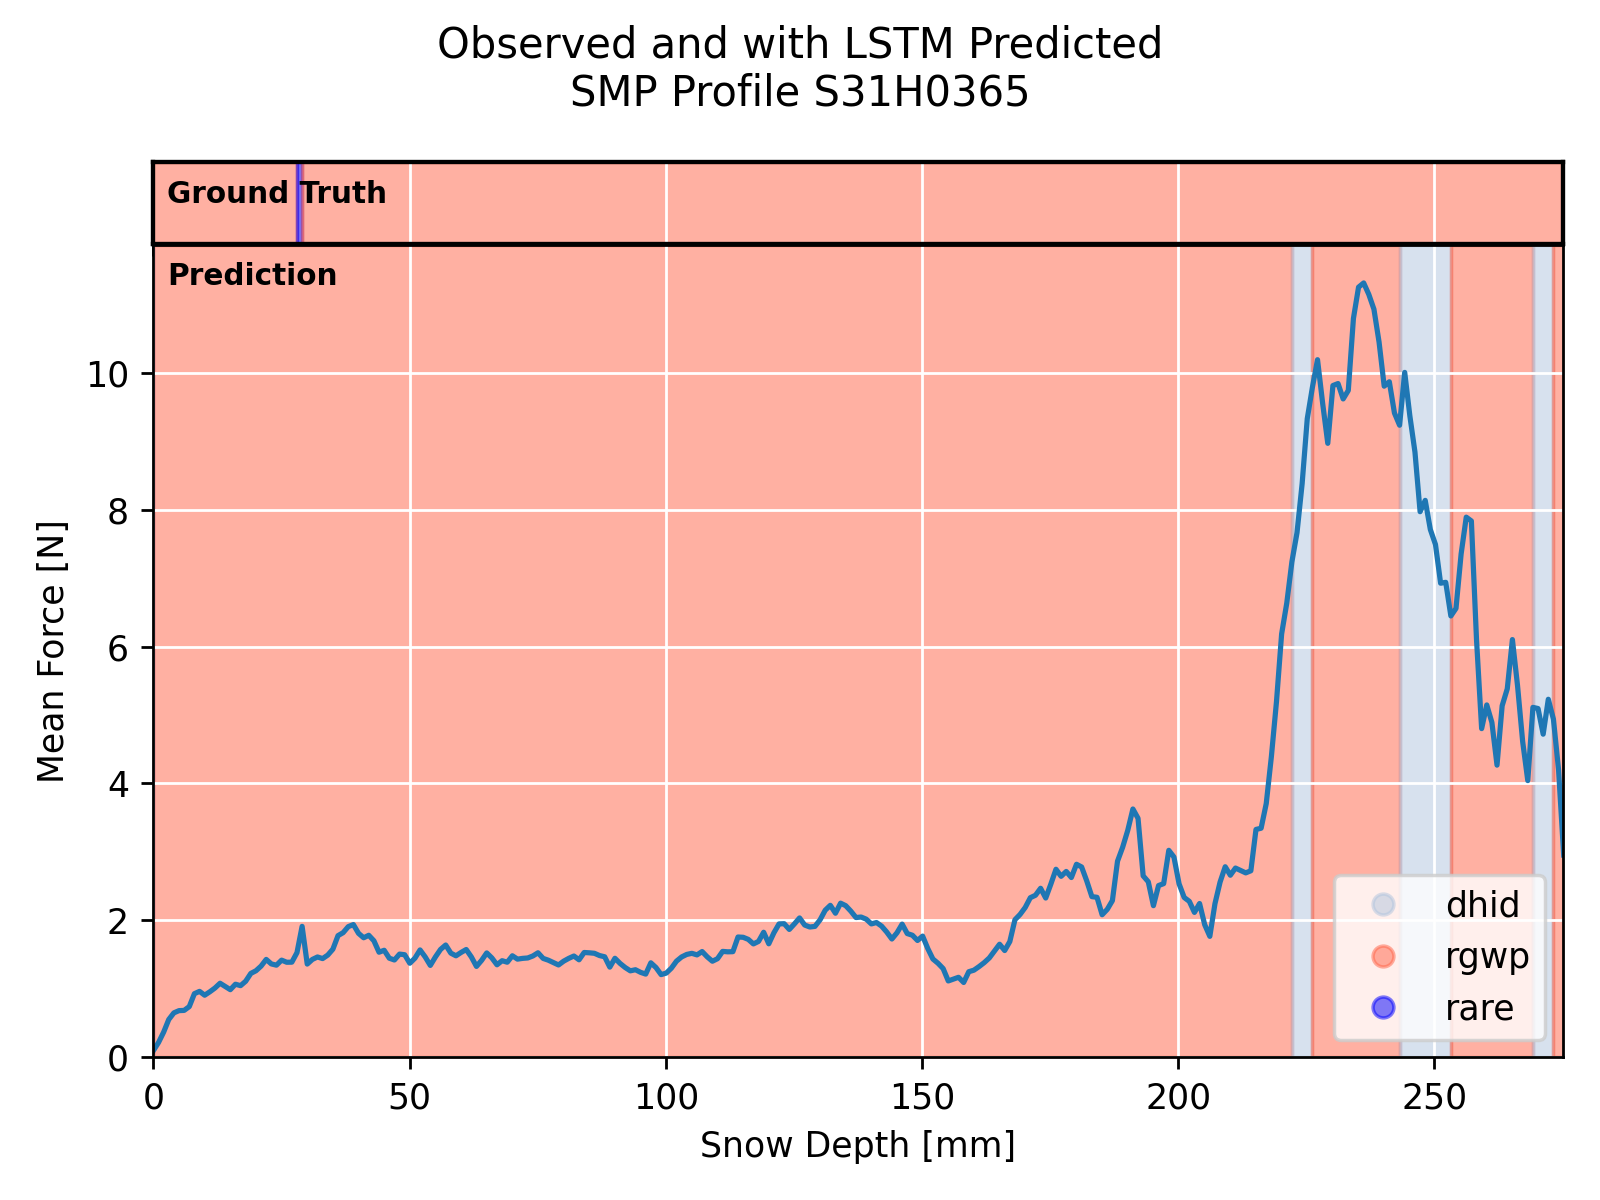 Observed and with LSTM Predicted
SMP Profile S31H0365
Ground Truth
Prediction
10
8
6
4
2
0
Mean Force [N]
dhid
rgwp
rare
0 50 100 150 200 250
Snow Depth [mm]